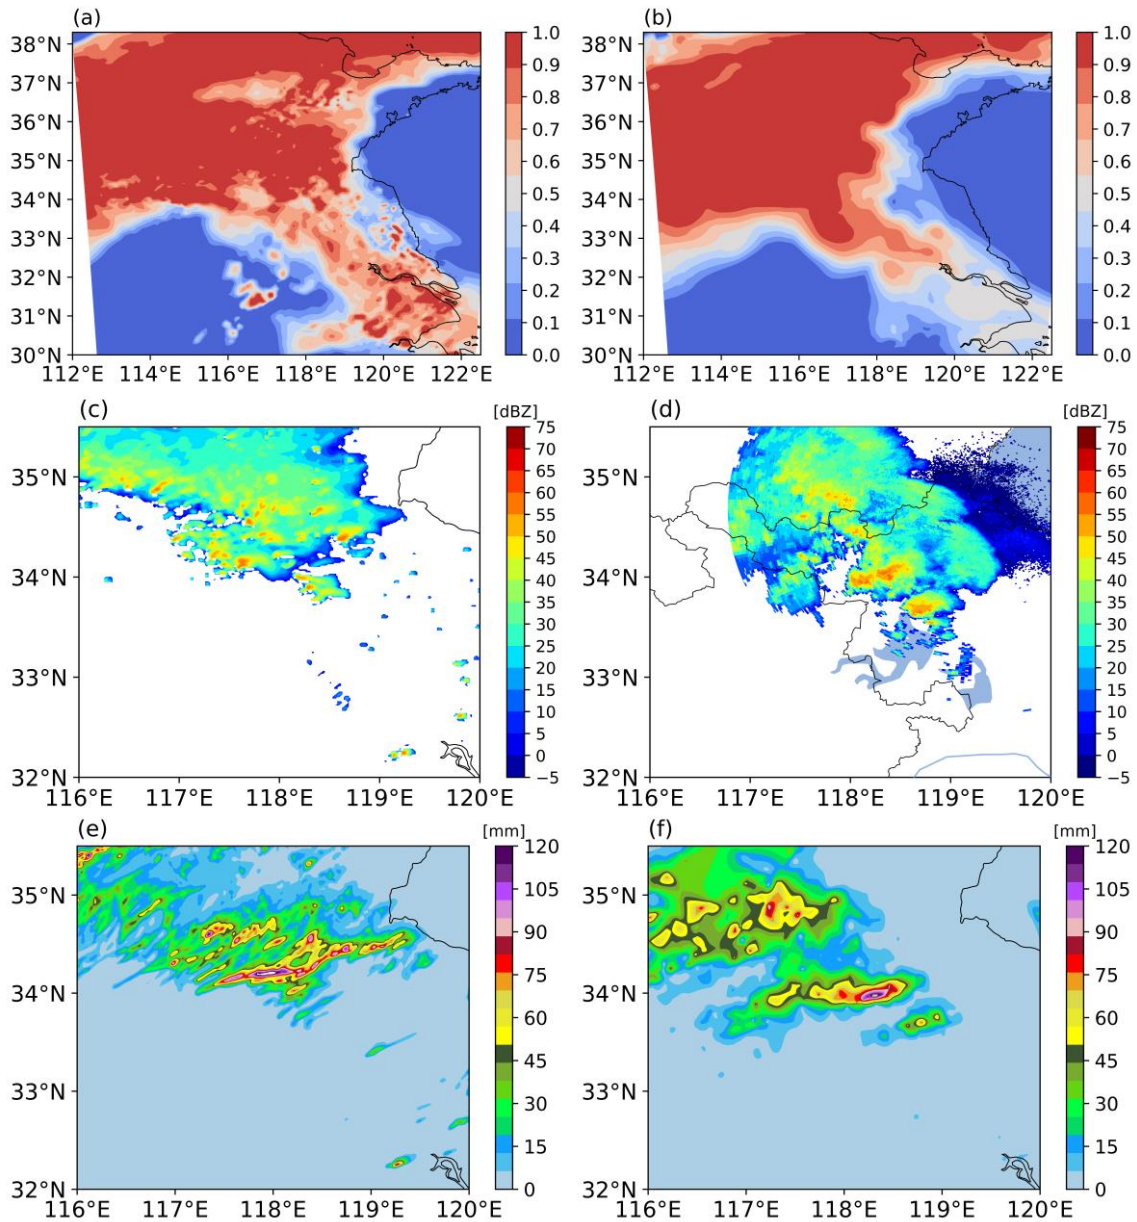 (a)
38°N
37°N
36°N
35°N
34°N
33°N
32°N
31°N
30°N
112°E 114°E 116°E 118°E 120°E 122°E
1.0
0.9
0.8
0.7
0.6
0.5
0.4
0.3
0.2
0.1
0.0
(b)
38°N
37°N
36°N
35°N
34°N
33°N
32°N
31°N
30°N
112°E 114°E 116°E 118°E 120°E 122°E
1.0
0.9
0.8
0.7
0.6
0.5
0.4
0.3
0.2
0.1
0.0
(c)
35°N
34°N
33°N
32°N
116°E 117°E 118°E 119°E 120°E
[dBZ]
75
70
65
60
55
50
45
40
35
30
25
20
15
10
5
0
−5
(d)
35°N
34°N
33°N
32°N
116°E 117°E 118°E 119°E 120°E
[dBZ]
75
70
65
60
55
50
45
40
35
30
25
20
15
10
5
0
−5
(e)
35°N
34°N
33°N
32°N
116°E 117°E 118°E 119°E 120°E
[mm]
120
105
90
75
60
45
30
15
0
(f)
35°N
34°N
33°N
32°N
116°E 117°E 118°E 119°E 120°E
[mm]
120
105
90
75
60
45
30
15
0